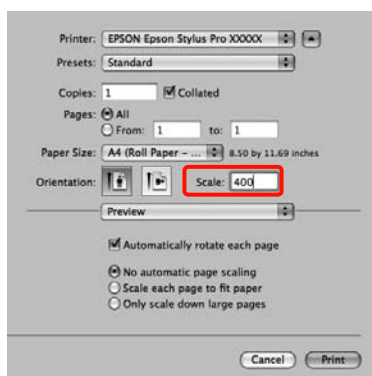 Printer: EPSON Epson Stylus Pro XXXXX
Presets: Standard
Copies: 1 Collated
Pages: All
From: 1 to: 1
Paper Size: A4 (Roll Paper – ... 8.50 by 11.69 inches
Orientation: Scale: 400
Preview
Automatically rotate each page
No automatic page scaling
Scale each page to fit paper
Only scale down large pages
Cancel Print